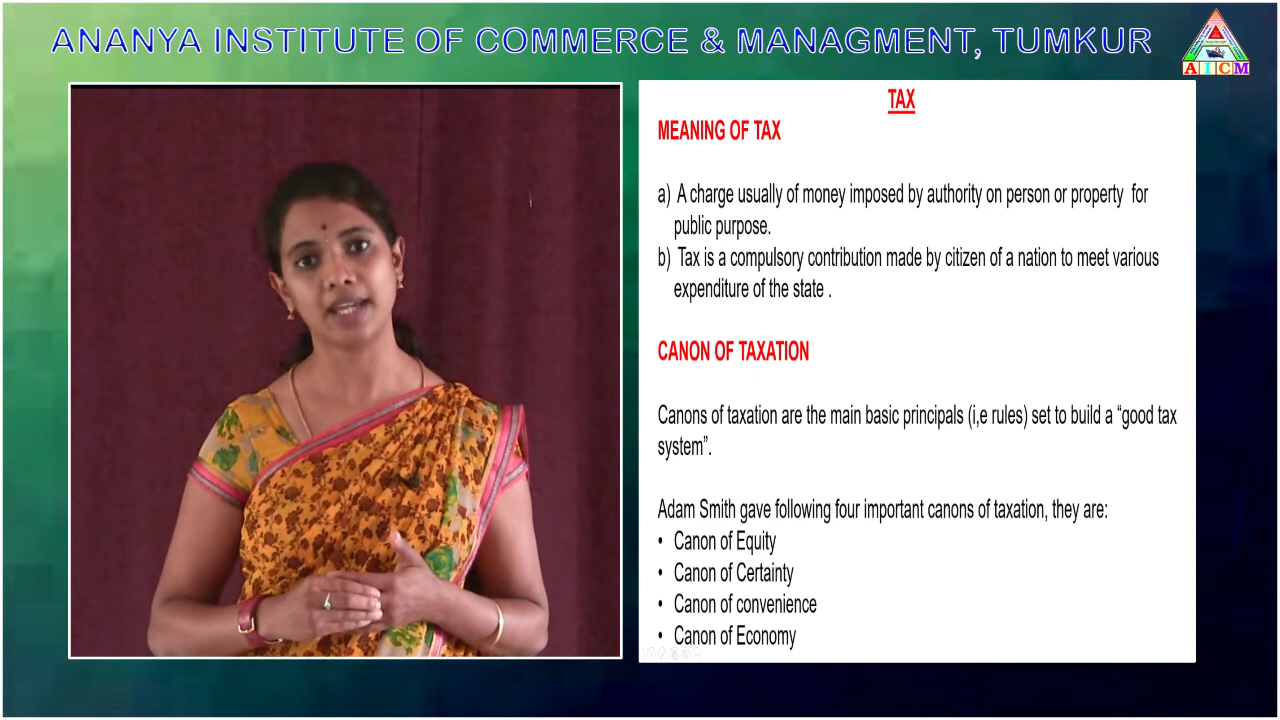 ANANYA INSTITUTE OF COMMERCE & MANAGMENT, TUMKUR
AICM
TAX
MEANING OF TAX
a) A charge usually of money imposed by authority on person or property for
public purpose.
b) Tax is a compulsory contribution made by citizen of a nation to meet various
expenditure of the state .
CANON OF TAXATION
Canons of taxation are the main basic principals (i,e rules) set to build a “good tax
system”.
Adam Smith gave following four important canons of taxation, they are:
• Canon of Equity
• Canon of Certainty
• Canon of convenience
• Canon of Economy